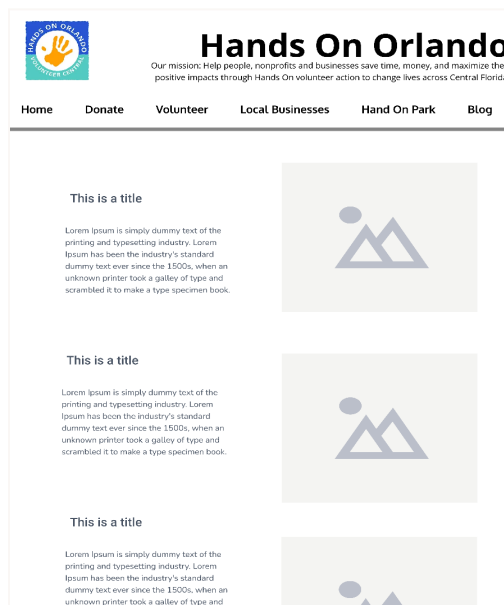 HANDS ON ORLANDO
VOLUNTEER CENTRAL
Hands On Orlando
Our mission: Help people, nonprofits and businesses save time, money, and maximize the
positive impacts through Hands On volunteer action to change lives across Central Florida
Home Donate Volunteer Local Businesses Hand On Park Blog
This is a title
Lorem Ipsum is simply dummy text of the
printing and typesetting industry. Lorem
Ipsum has been the industry's standard
dummy text ever since the 1500s, when an
unknown printer took a galley of type and
scrambled it to make a type specimen book.
This is a title
Lorem Ipsum is simply dummy text of the
printing and typesetting industry. Lorem
Ipsum has been the industry's standard
dummy text ever since the 1500s, when an
unknown printer took a galley of type and
scrambled it to make a type specimen book.
This is a title
Lorem Ipsum is simply dummy text of the
printing and typesetting industry. Lorem
Ipsum has been the industry's standard
dummy text ever since the 1500s, when an
unknown printer took a galley of type and